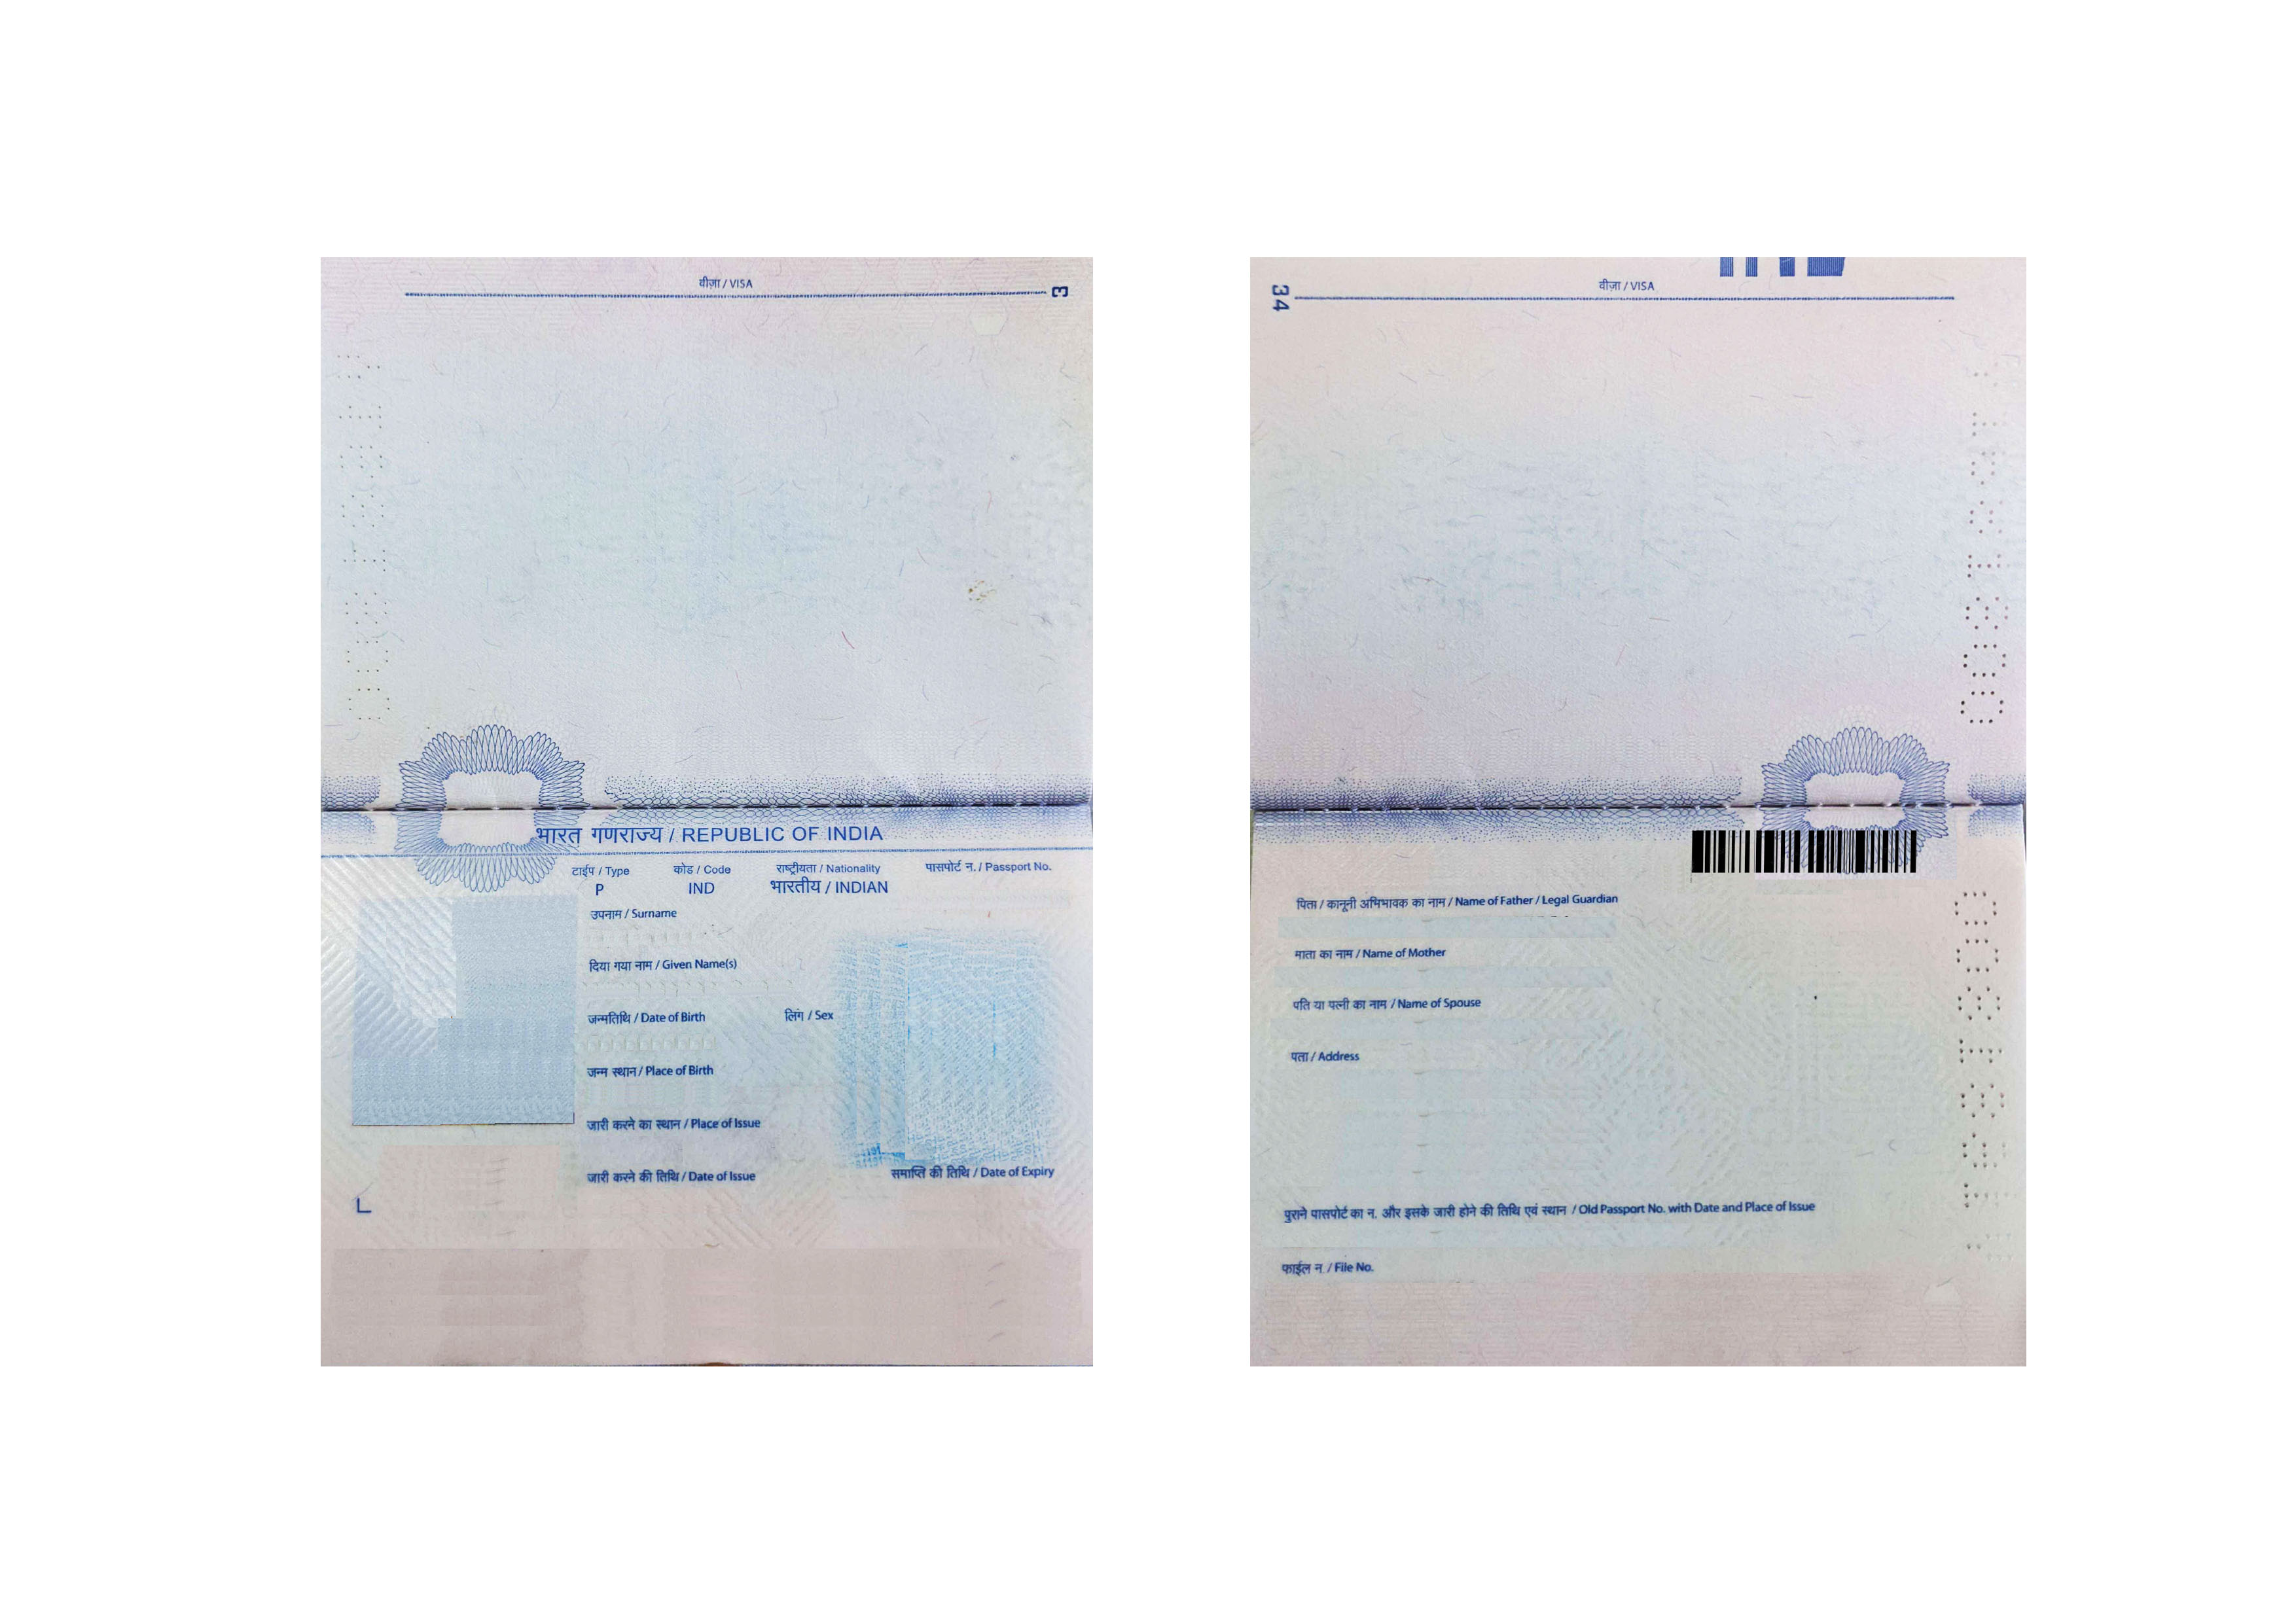 वीज़ा / VISA
3
भारत गणराज्य / REPUBLIC OF INDIA
टाईप / Type कोड / Code राष्ट्रीयता / Nationality पासपोर्ट न. / Passport No.
P IND भारतीय / INDIAN
उपनाम / Surname
दिया गया नाम / Given Name(s)
जन्मतिथि / Date of Birth लिंग / Sex
जन्म स्थान / Place of Birth
जारी करने का स्थान / Place of Issue
जारी करने की तिथि / Date of Issue समाप्ति की तिथि / Date of Expiry
वीज़ा / VISA
34
पिता / कानूनी अभिभावक का नाम / Name of Father / Legal Guardian
माता का नाम / Name of Mother
पति या पत्नी का नाम / Name of Spouse
पता / Address
पुराने पासपोर्ट का न. और इसके जारी होने की तिथि एवं स्थान / Old Passport No. with Date and Place of Issue
फाईल न. / File No.